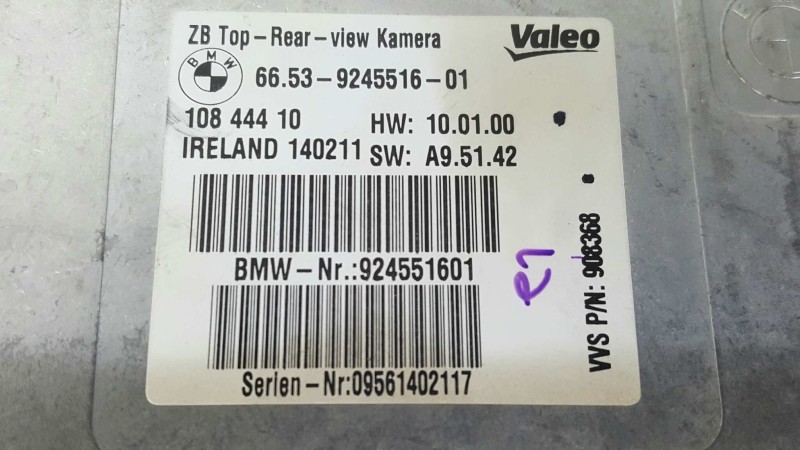 ZB Top-Rear-view Kamera
Valeo
BMW
66.53-9245516-01
108 444 10 HW: 10.01.00
IRELAND 140211 SW: A9.51.42
BMW-Nr.:924551601
Serien-Nr:09561402117
R1
VVS P/N: 908368